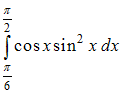 ∫_{π/6}^{π/2} cos x sin² x dx